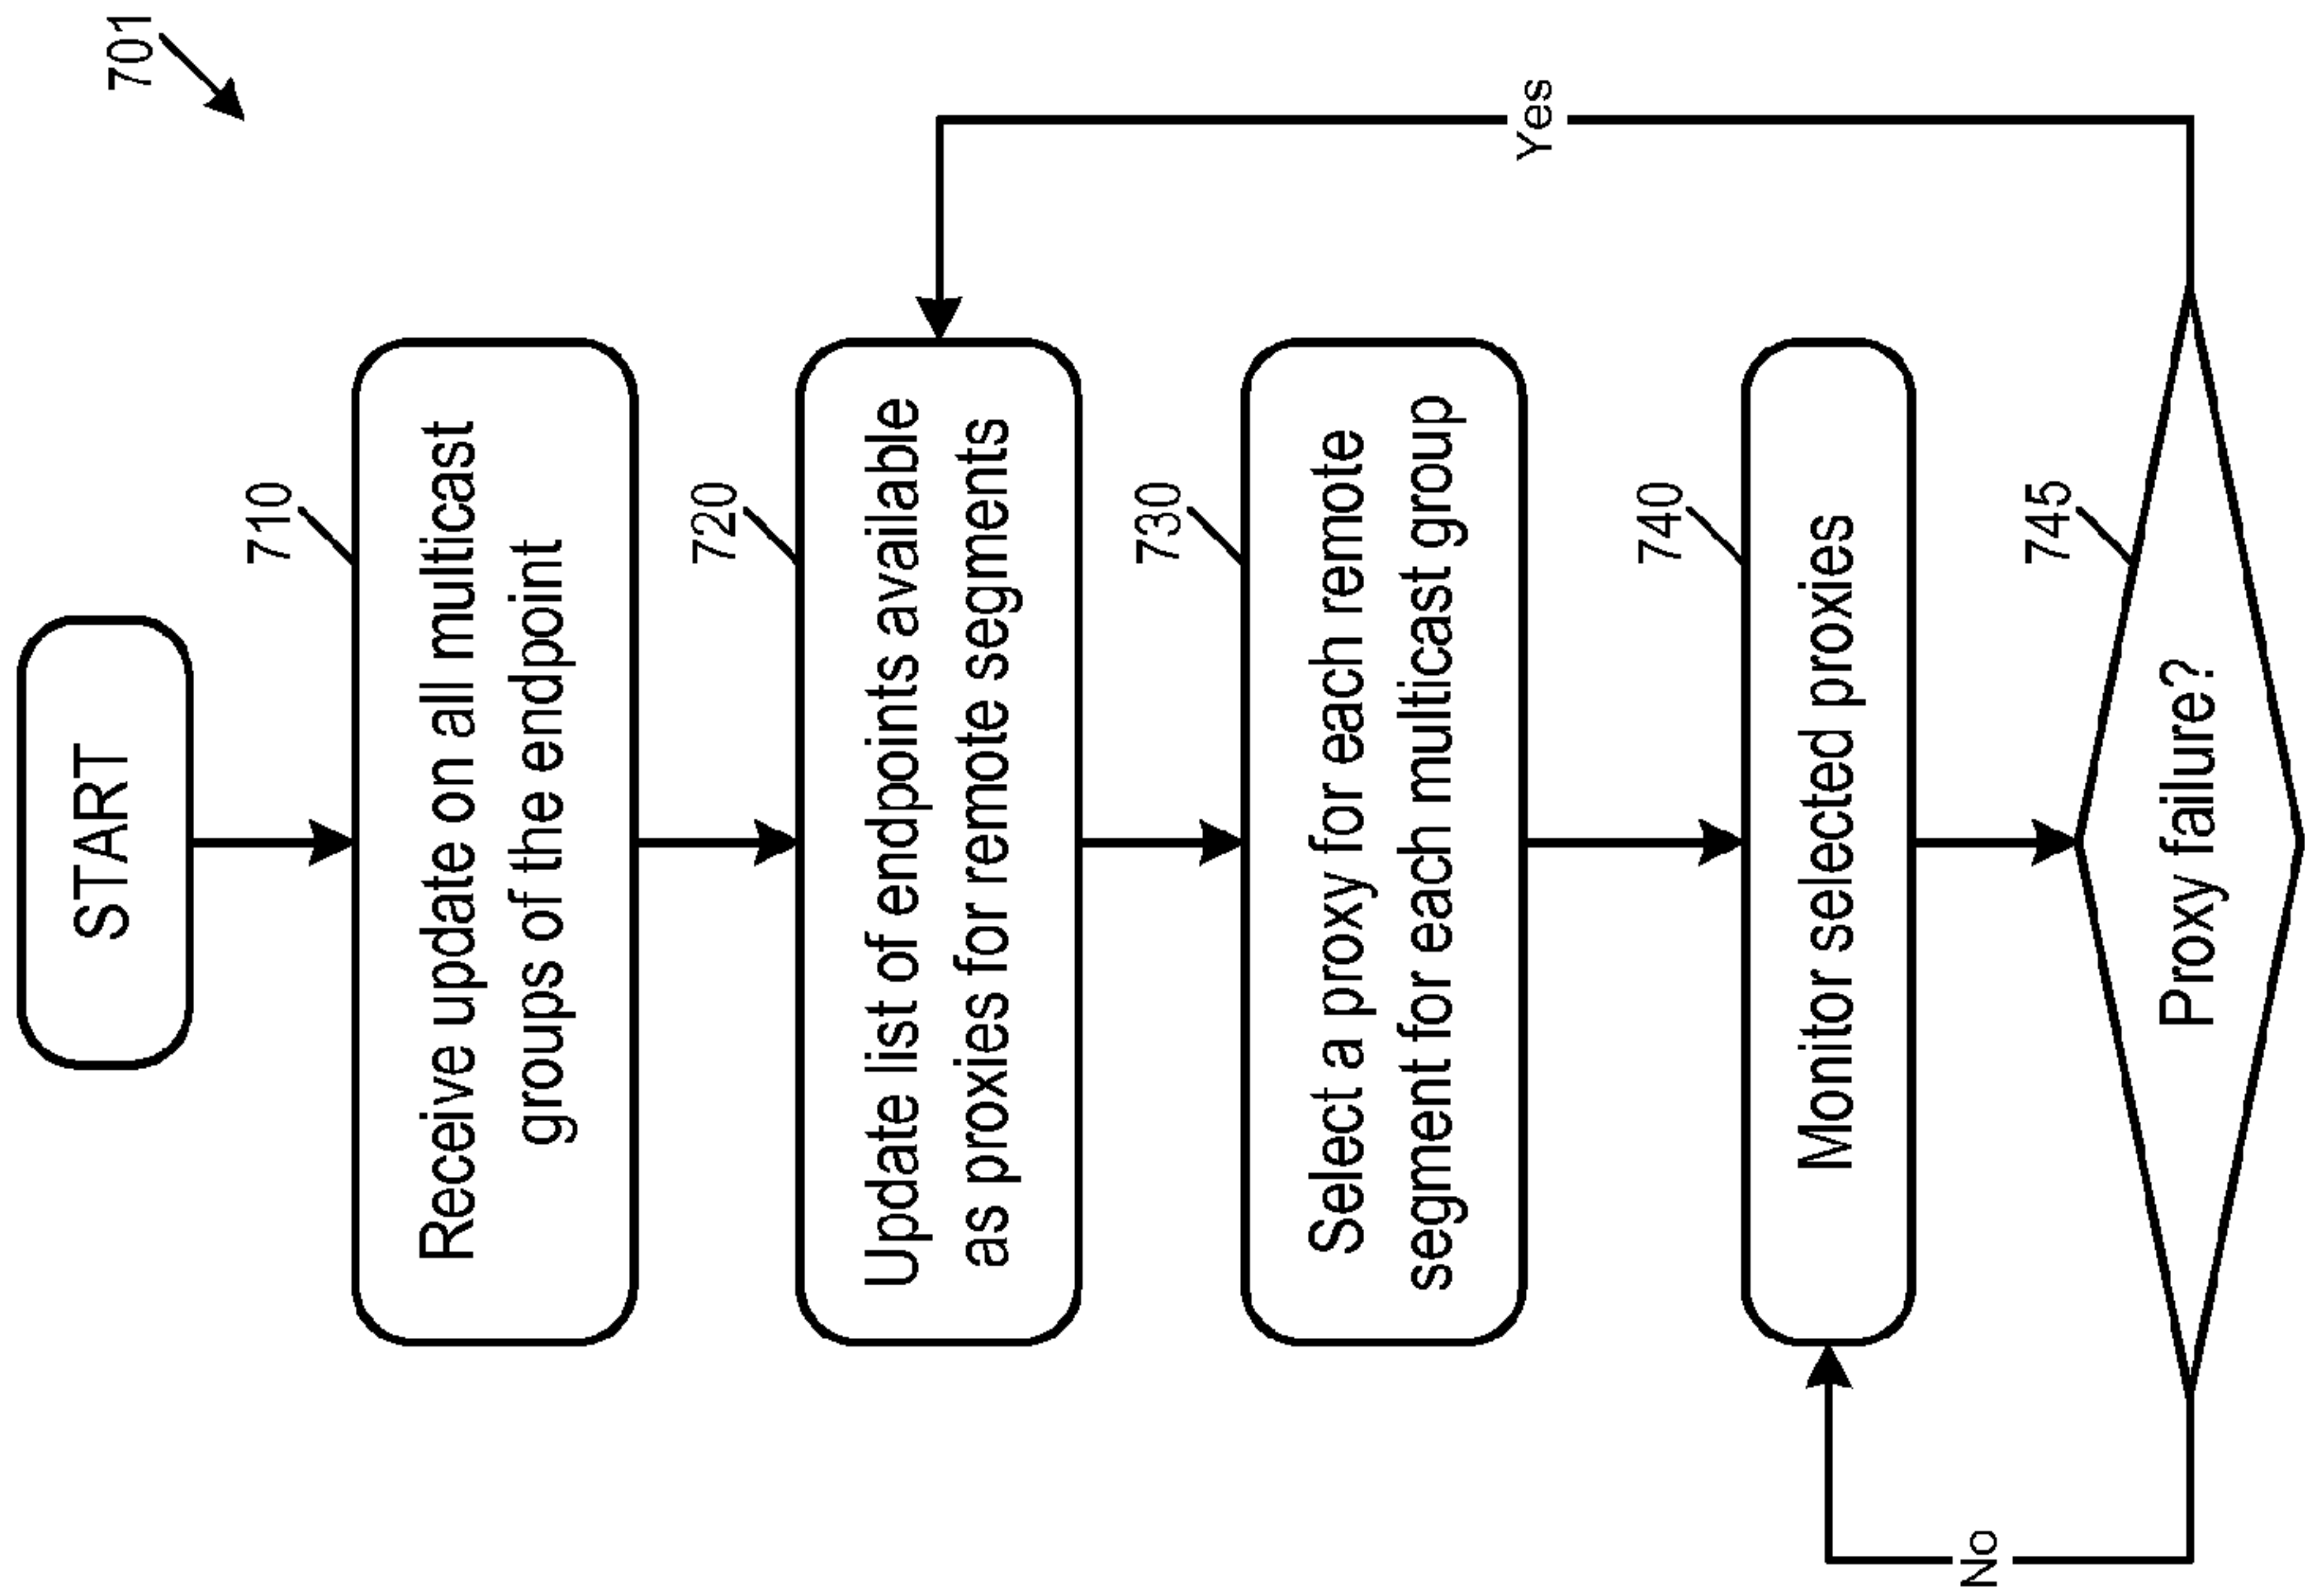 701
START
710
Receive update on all multicast
groups of the endpoint
720
Update list of endpoints available
as proxies for remote segments
730
Select a proxy for each remote
segment for each multicast group
740
Monitor selected proxies
745
Proxy failure?
No
Yes